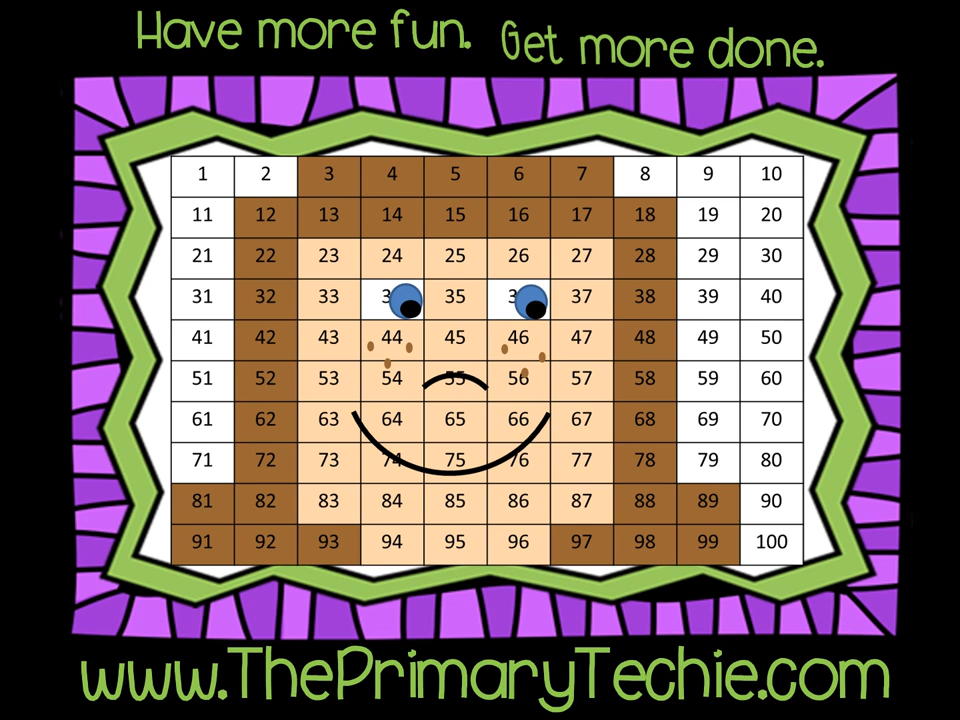 Have more fun. Get more done.
1 2 3 4 5 6 7 8 9 10
11 12 13 14 15 16 17 18 19 20
21 22 23 24 25 26 27 28 29 30
31 32 33 3 35 3 37 38 39 40
41 42 43 44 45 46 47 48 49 50
51 52 53 54 55 56 57 58 59 60
61 62 63 64 65 66 67 68 69 70
71 72 73 74 75 76 77 78 79 80
81 82 83 84 85 86 87 88 89 90
91 92 93 94 95 96 97 98 99 100
www.ThePrimaryTechie.com